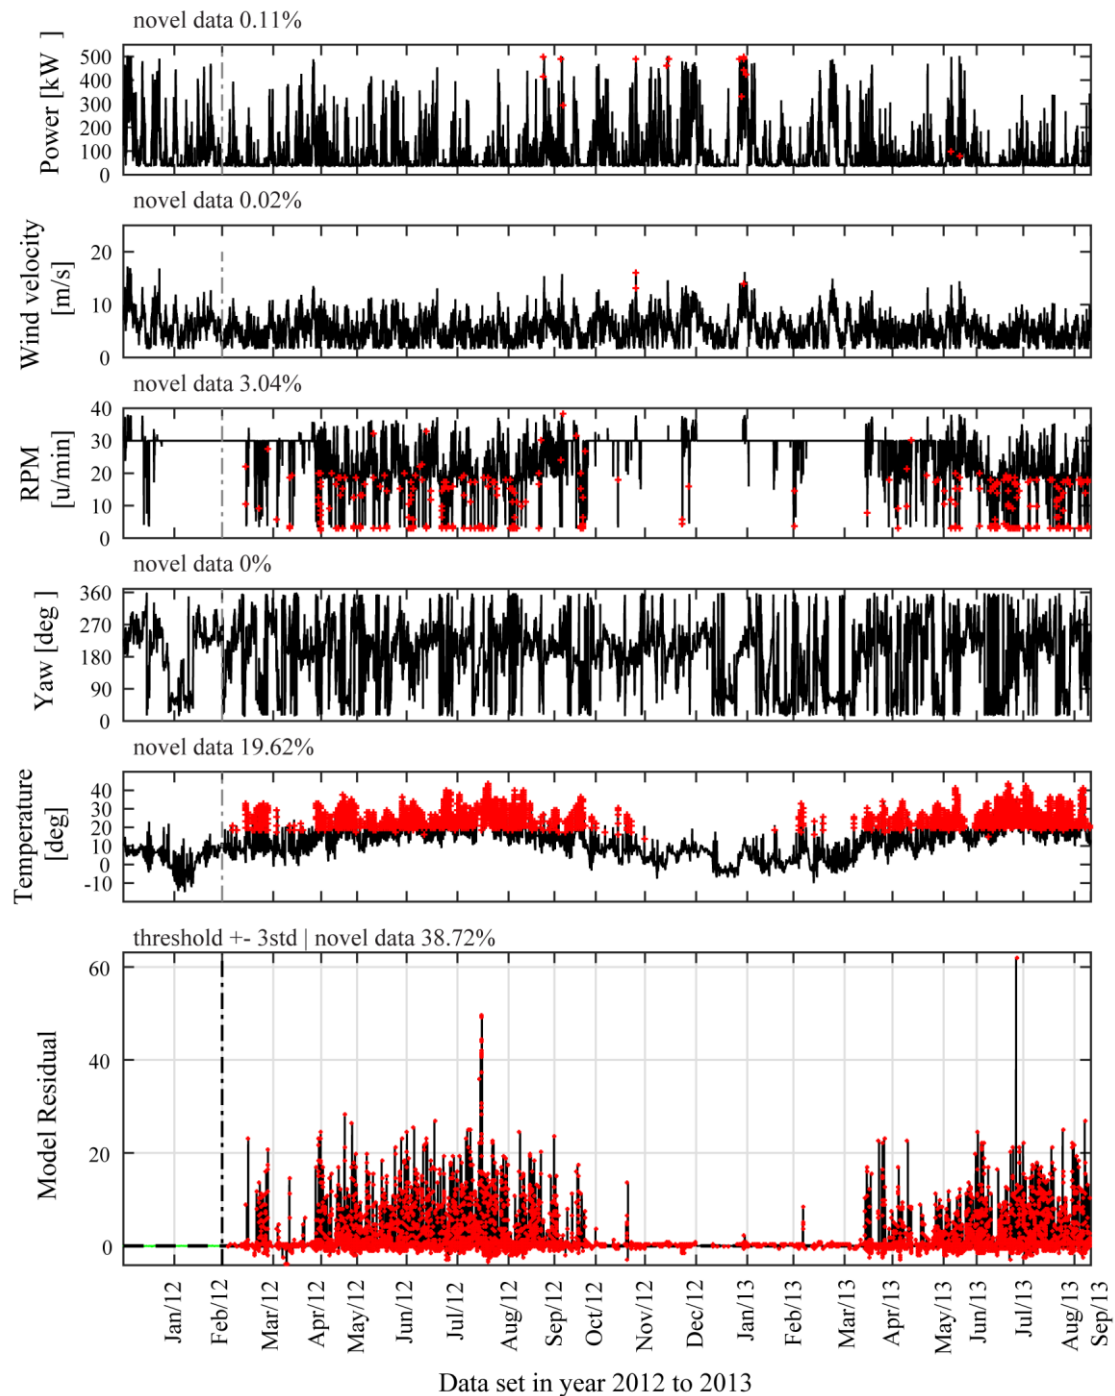 novel data 0.11%
Power [kW ]
500
400
300
200
100
0
novel data 0.02%
Wind velocity
[m/s]
20
10
0
novel data 3.04%
RPM
[u/min]
40
30
20
10
0
novel data 0%
Yaw [deg ]
360
270
180
90
0
novel data 19.62%
Temperature
[deg]
40
30
20
10
0
-10
threshold +- 3std | novel data 38.72%
Model Residual
60
40
20
0
Jan/12 Feb/12 Mar/12 Apr/12 May/12 Jun/12 Jul/12 Aug/12 Sep/12 Oct/12 Nov/12 Dec/12 Jan/13 Feb/13 Mar/13 Apr/13 May/13 Jun/13 Jul/13 Aug/13 Sep/13
Data set in year 2012 to 2013